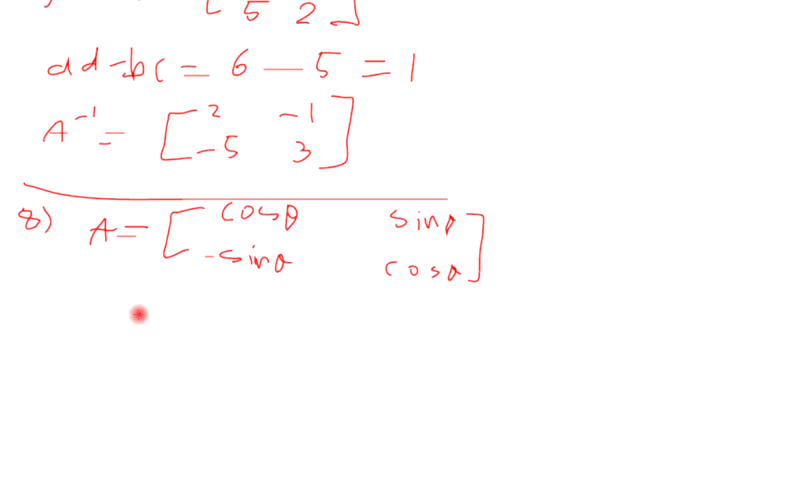 [ 5 2 ]
ad-bc = 6 — 5 = 1
A⁻¹ = [ 2 -1
-5 3 ]
8) A = [ cosθ sinθ
-sinθ cosθ ]